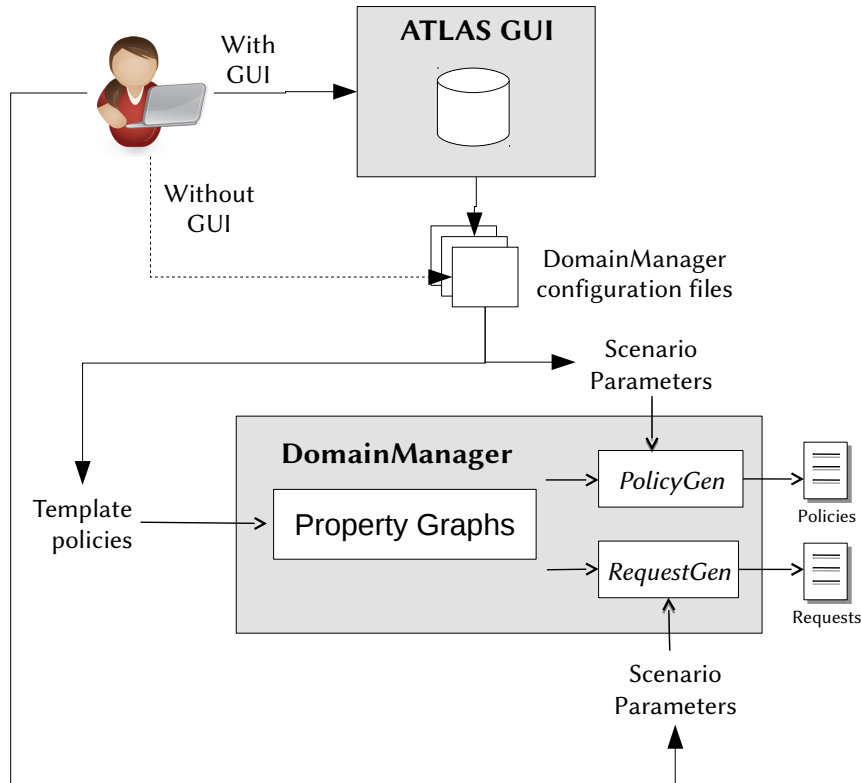 With
GUI
ATLAS GUI
Without
GUI
DomainManager
configuration files
Scenario
Parameters
DomainManager
PolicyGen
Policies
Template
policies
Property Graphs
RequestGen
Requests
Scenario
Parameters